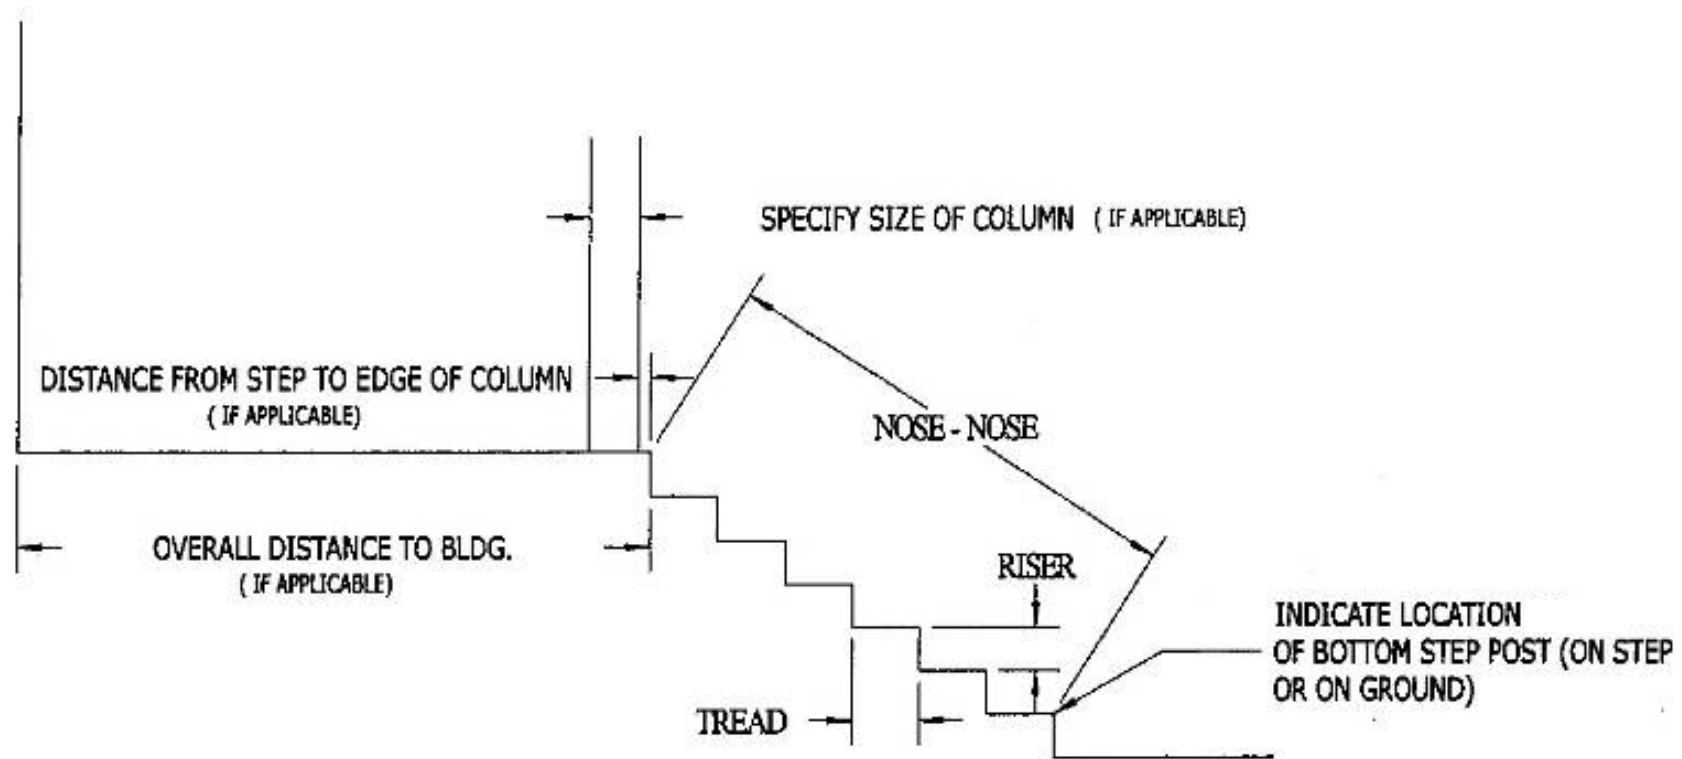 SPECIFY SIZE OF COLUMN ( IF APPLICABLE)
DISTANCE FROM STEP TO EDGE OF COLUMN
( IF APPLICABLE)
NOSE - NOSE
OVERALL DISTANCE TO BLDG.
( IF APPLICABLE)
RISER
INDICATE LOCATION
OF BOTTOM STEP POST (ON STEP
OR ON GROUND)
TREAD